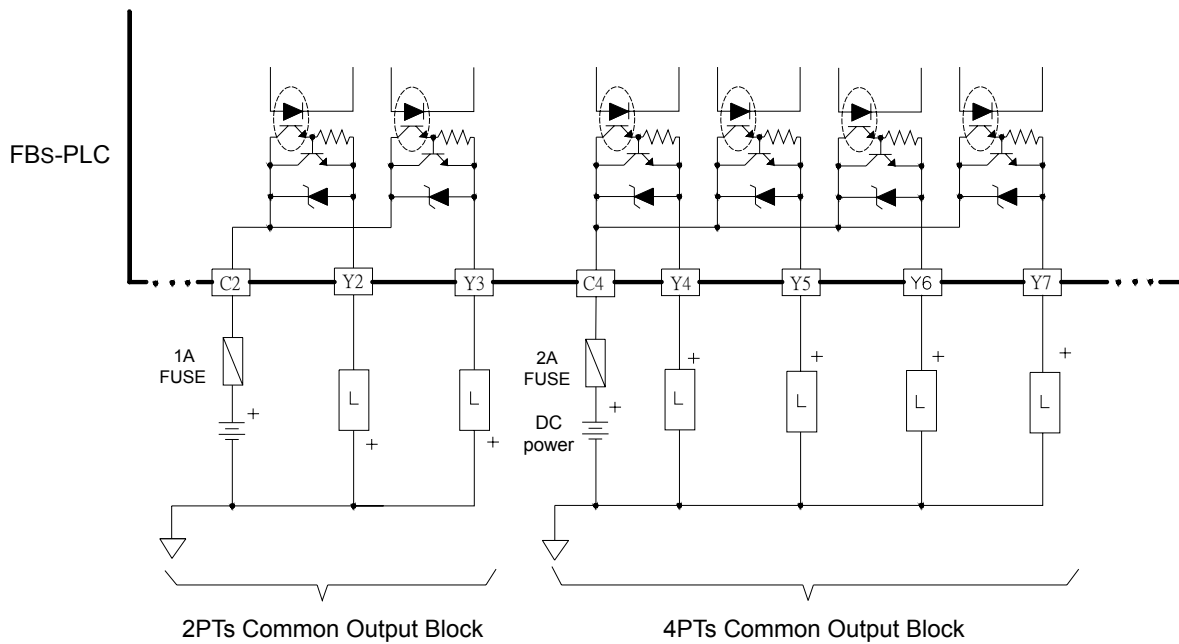 FBs-PLC
C2
Y2
Y3
C4
Y4
Y5
Y6
Y7
1A
FUSE
+
L
+
L
+
2A
FUSE
DC
power
+
L
+
L
+
L
+
L
+
2PTs Common Output Block
4PTs Common Output Block